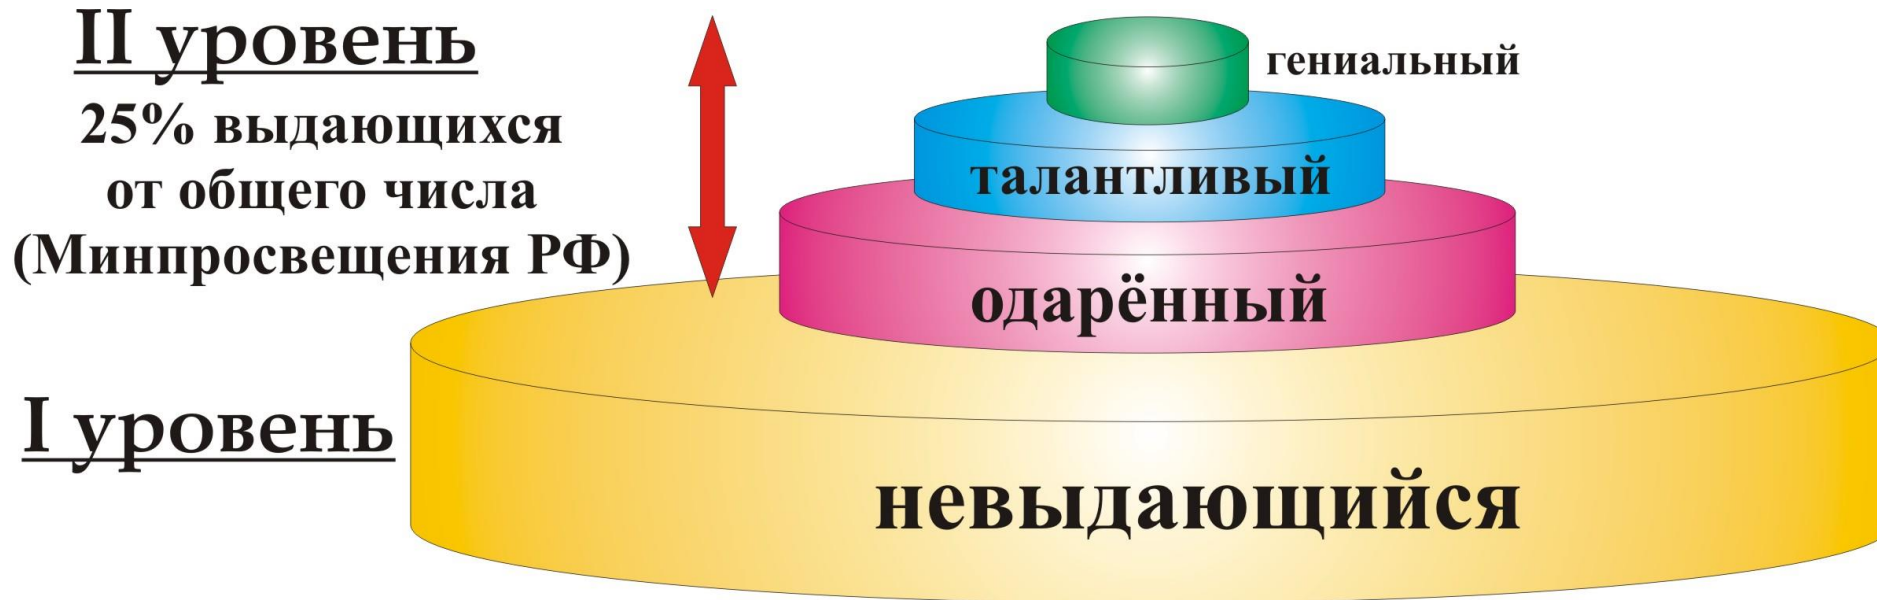 II уровень
25% выдающихся
от общего числа
(Минпросвещения РФ)
гениальный
талантливый
одарённый
I уровень
невыдающийся